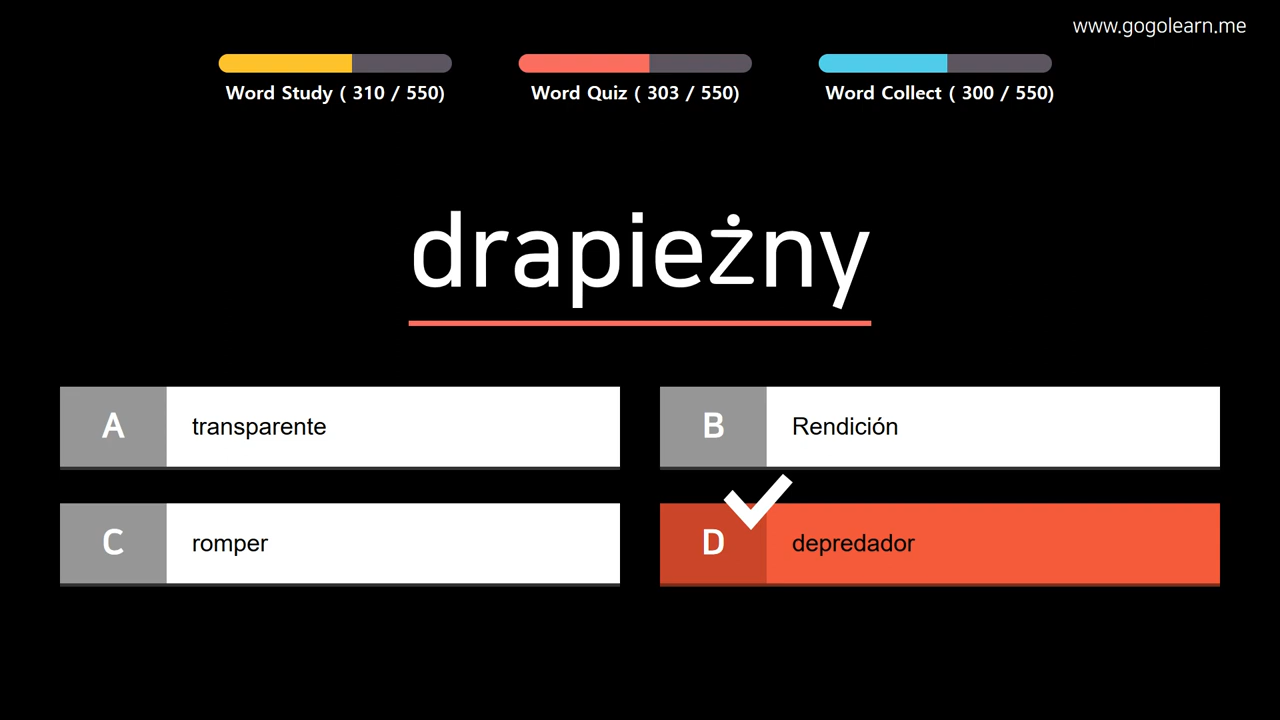 www.gogolearn.me
Word Study ( 310 / 550)
Word Quiz ( 303 / 550)
Word Collect ( 300 / 550)
drapieżny
A transparente
B Rendición
C romper
D depredador